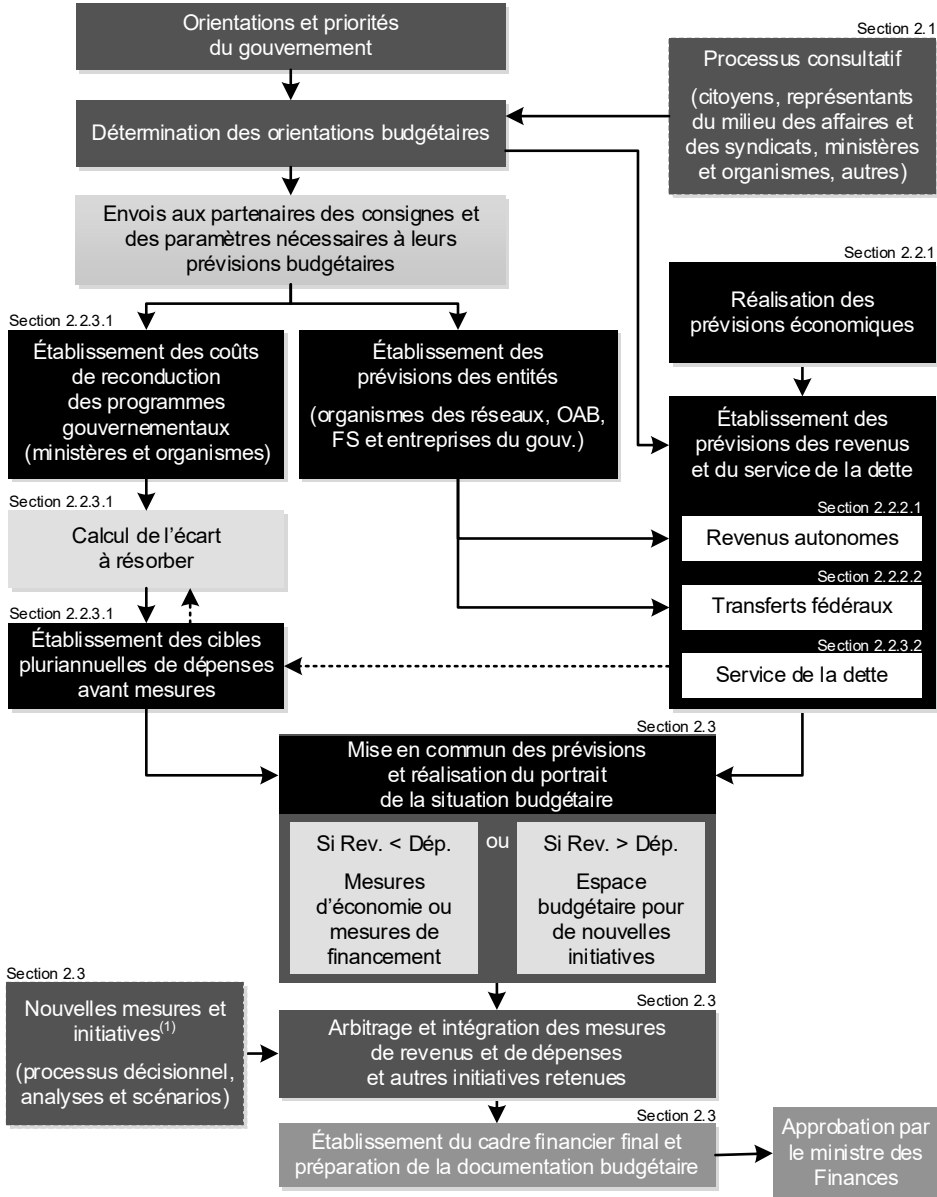 Orientations et priorités
du gouvernement
Section 2.1
Processus consultatif
(citoyens, représentants
du milieu des affaires et
des syndicats, ministères
et organismes, autres)
Détermination des orientations budgétaires
Envois aux partenaires des consignes et
des paramètres nécessaires à leurs
prévisions budgétaires
Section 2.2.1
Réalisation des
prévisions économiques
Section 2.2.3.1
Établissement des coûts
de reconduction
des programmes
gouvernementaux
(ministères et organismes)
Établissement des
prévisions des entités
(organismes des réseaux, OAB,
FS et entreprises du gouv.)
Établissement des
prévisions des revenus
et du service de la dette
Section 2.2.2.1
Revenus autonomes
Section 2.2.2.2
Transferts fédéraux
Section 2.2.3.2
Service de la dette
Section 2.2.3.1
Calcul de l'écart
à résorber
Section 2.2.3.1
Établissement des cibles
pluriannuelles de dépenses
avant mesures
Section 2.3
Mise en commun des prévisions
et réalisation du portrait
de la situation budgétaire
Si Rev. < Dép.
Mesures
d'économie ou
mesures de
financement
ou
Si Rev. > Dép.
Espace
budgétaire pour
de nouvelles
initiatives
Section 2.3
Nouvelles mesures et
initiatives(1)
(processus décisionnel,
analyses et scénarios)
Section 2.3
Arbitrage et intégration des mesures
de revenus et de dépenses
et autres initiatives retenues
Section 2.3
Établissement du cadre financier final et
préparation de la documentation budgétaire
Approbation par
le ministre des
Finances